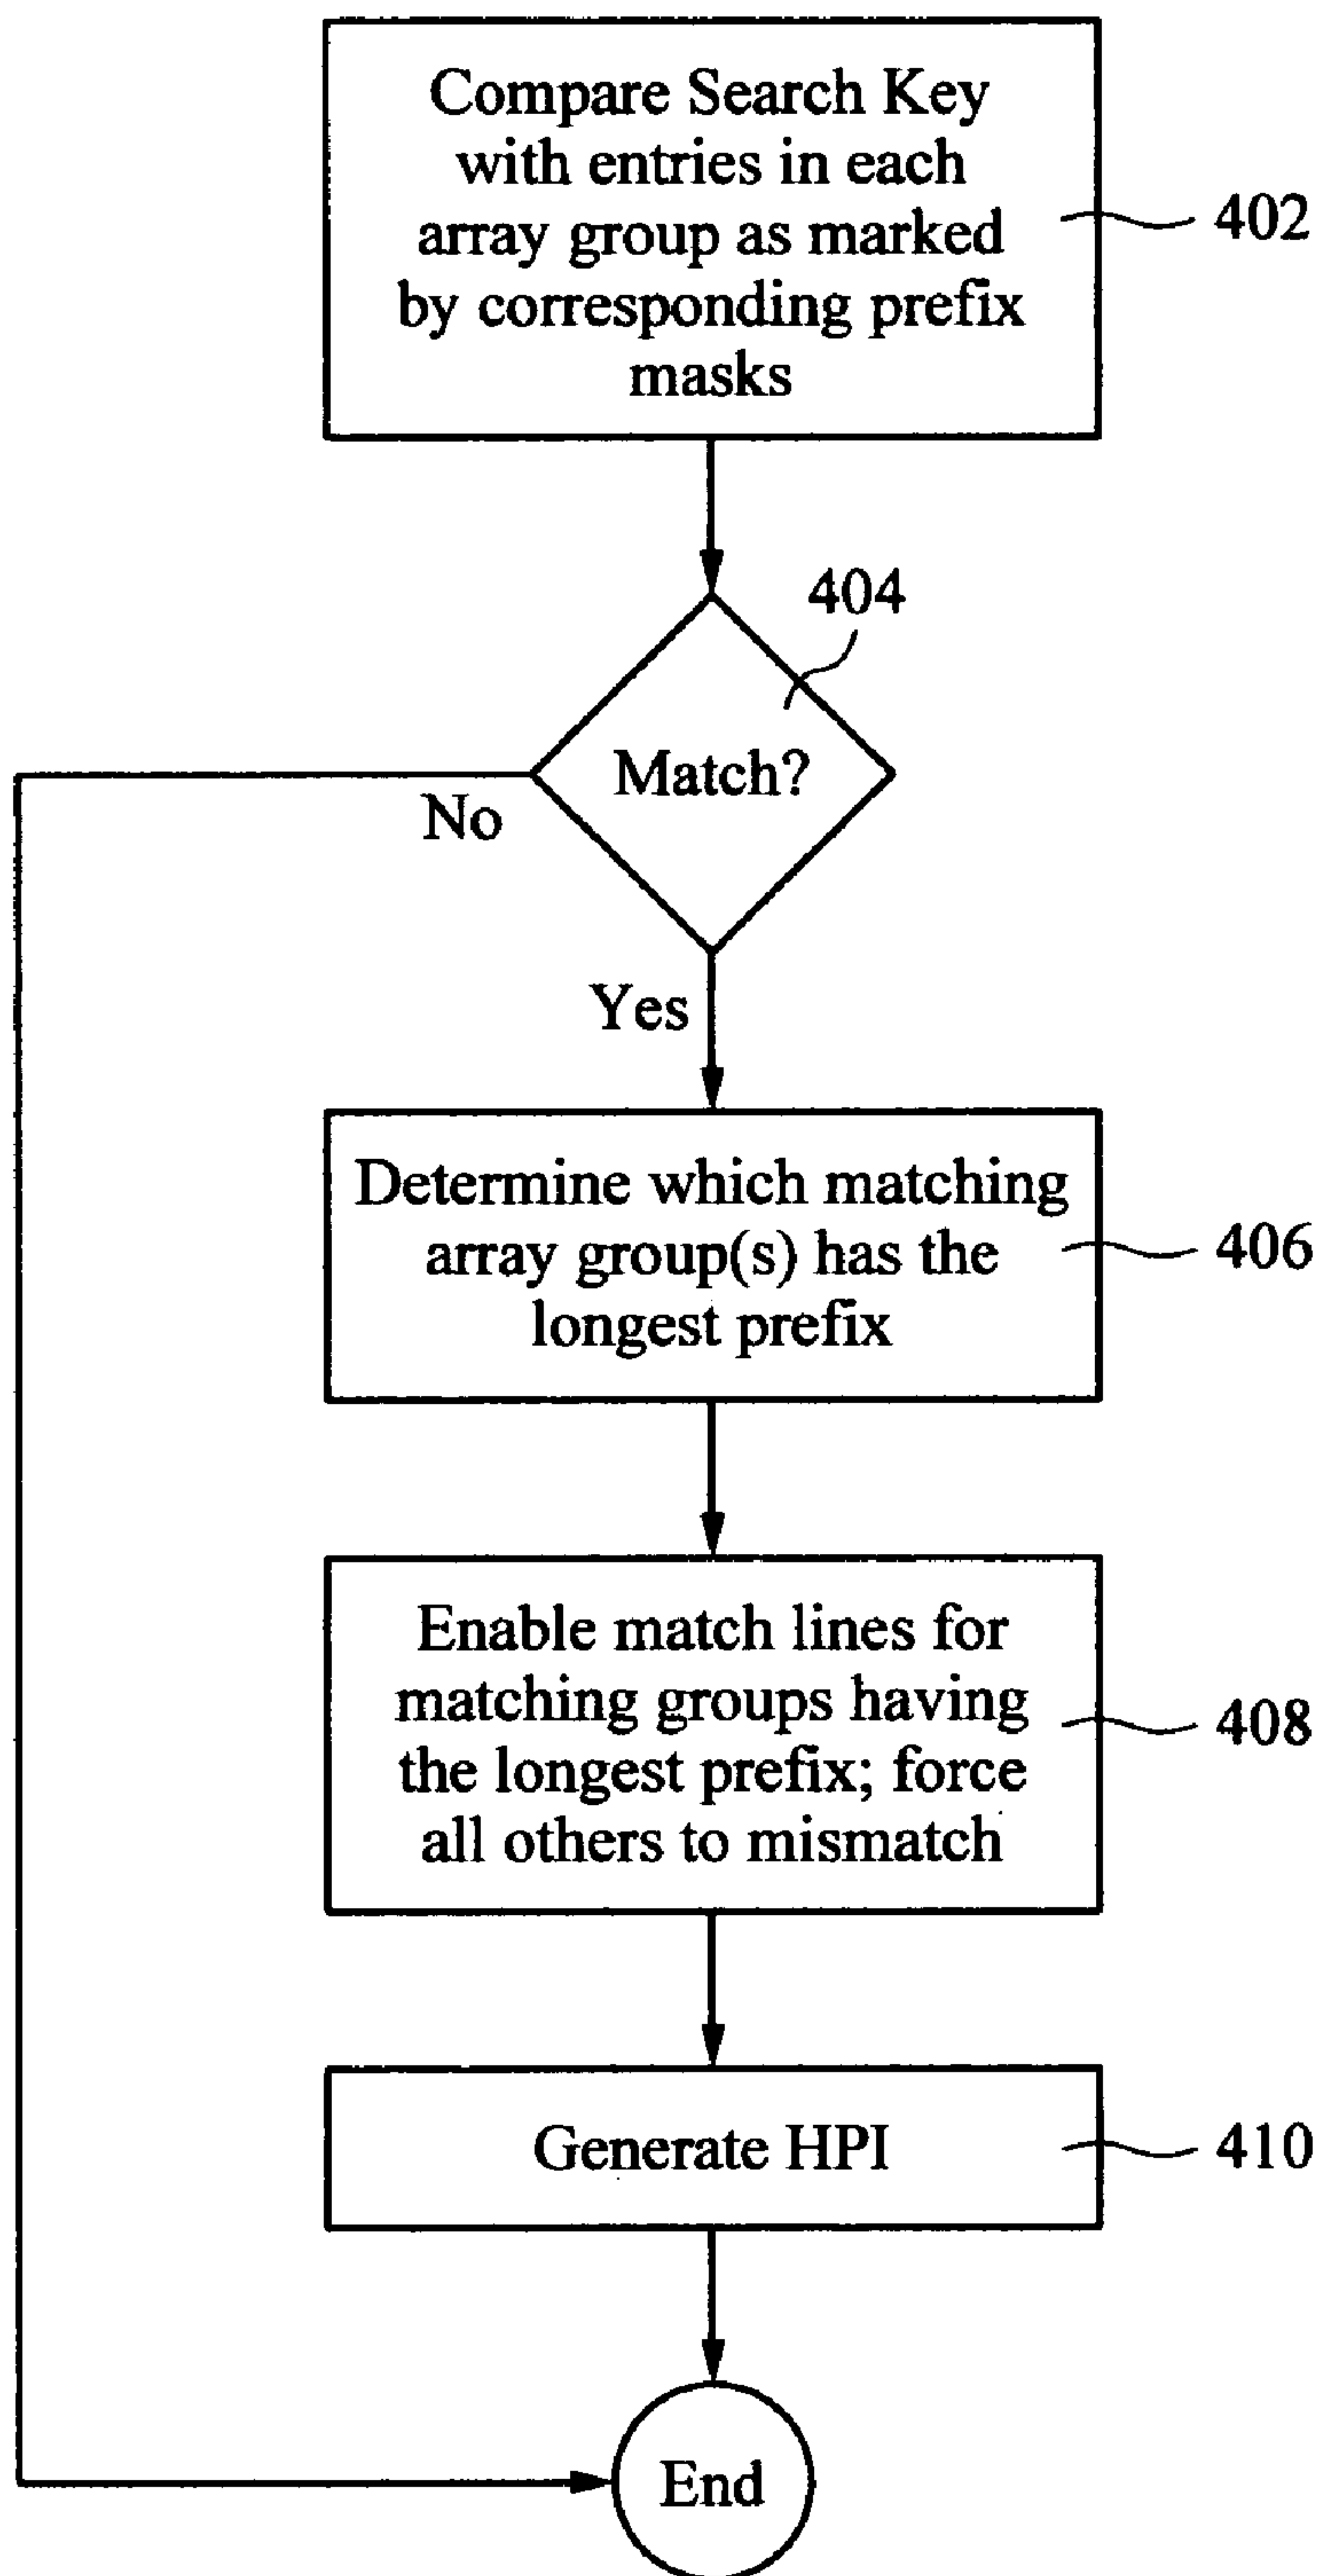 Compare Search Key
with entries in each
array group as marked
by corresponding prefix
masks
402
404
Match?
No
Yes
Determine which matching
array group(s) has the
longest prefix
406
Enable match lines for
matching groups having
the longest prefix; force
all others to mismatch
408
Generate HPI
410
End